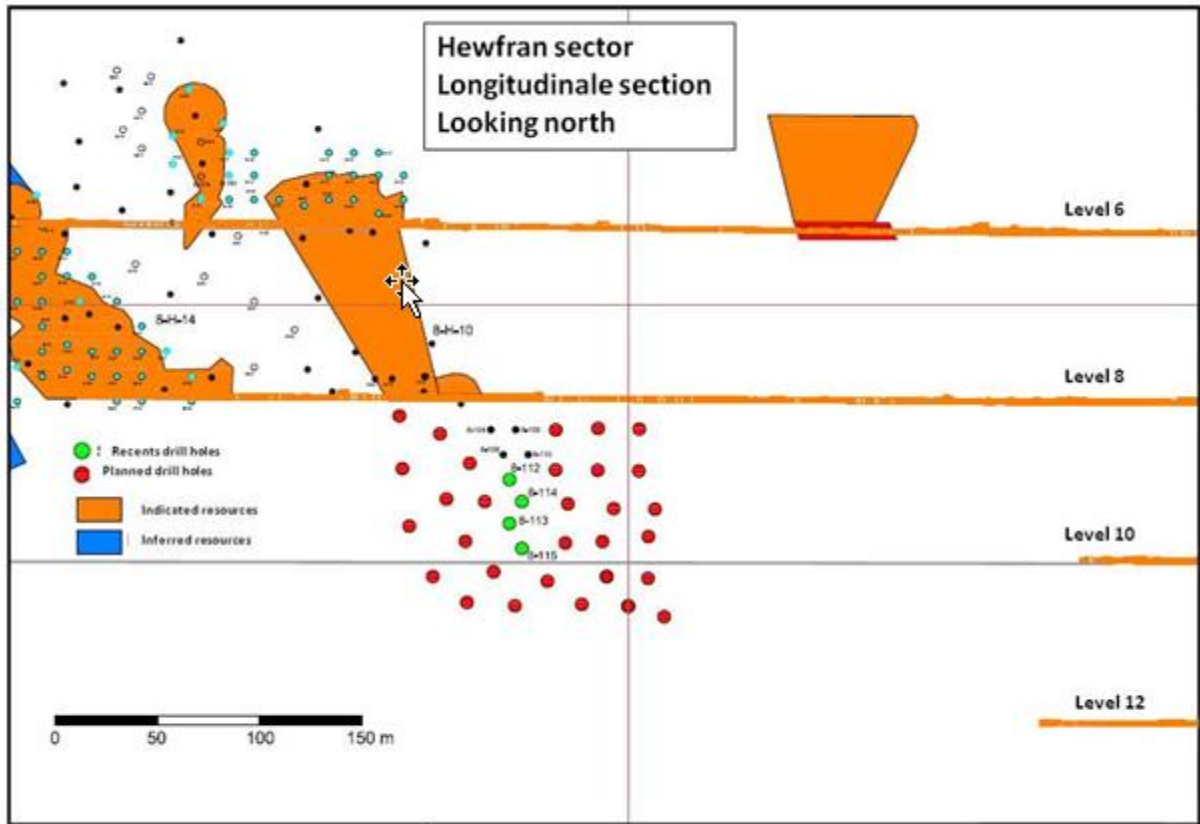 Hewfran sector
Longitudinale section
Looking north
Level 6
8-H-14
8-H-10
Level 8
Recents drill holes
Planned drill holes
8-112
8-114
8-113
8-115
Indicated resources
Inferred resources
Level 10
Level 12
0 50 100 150 m